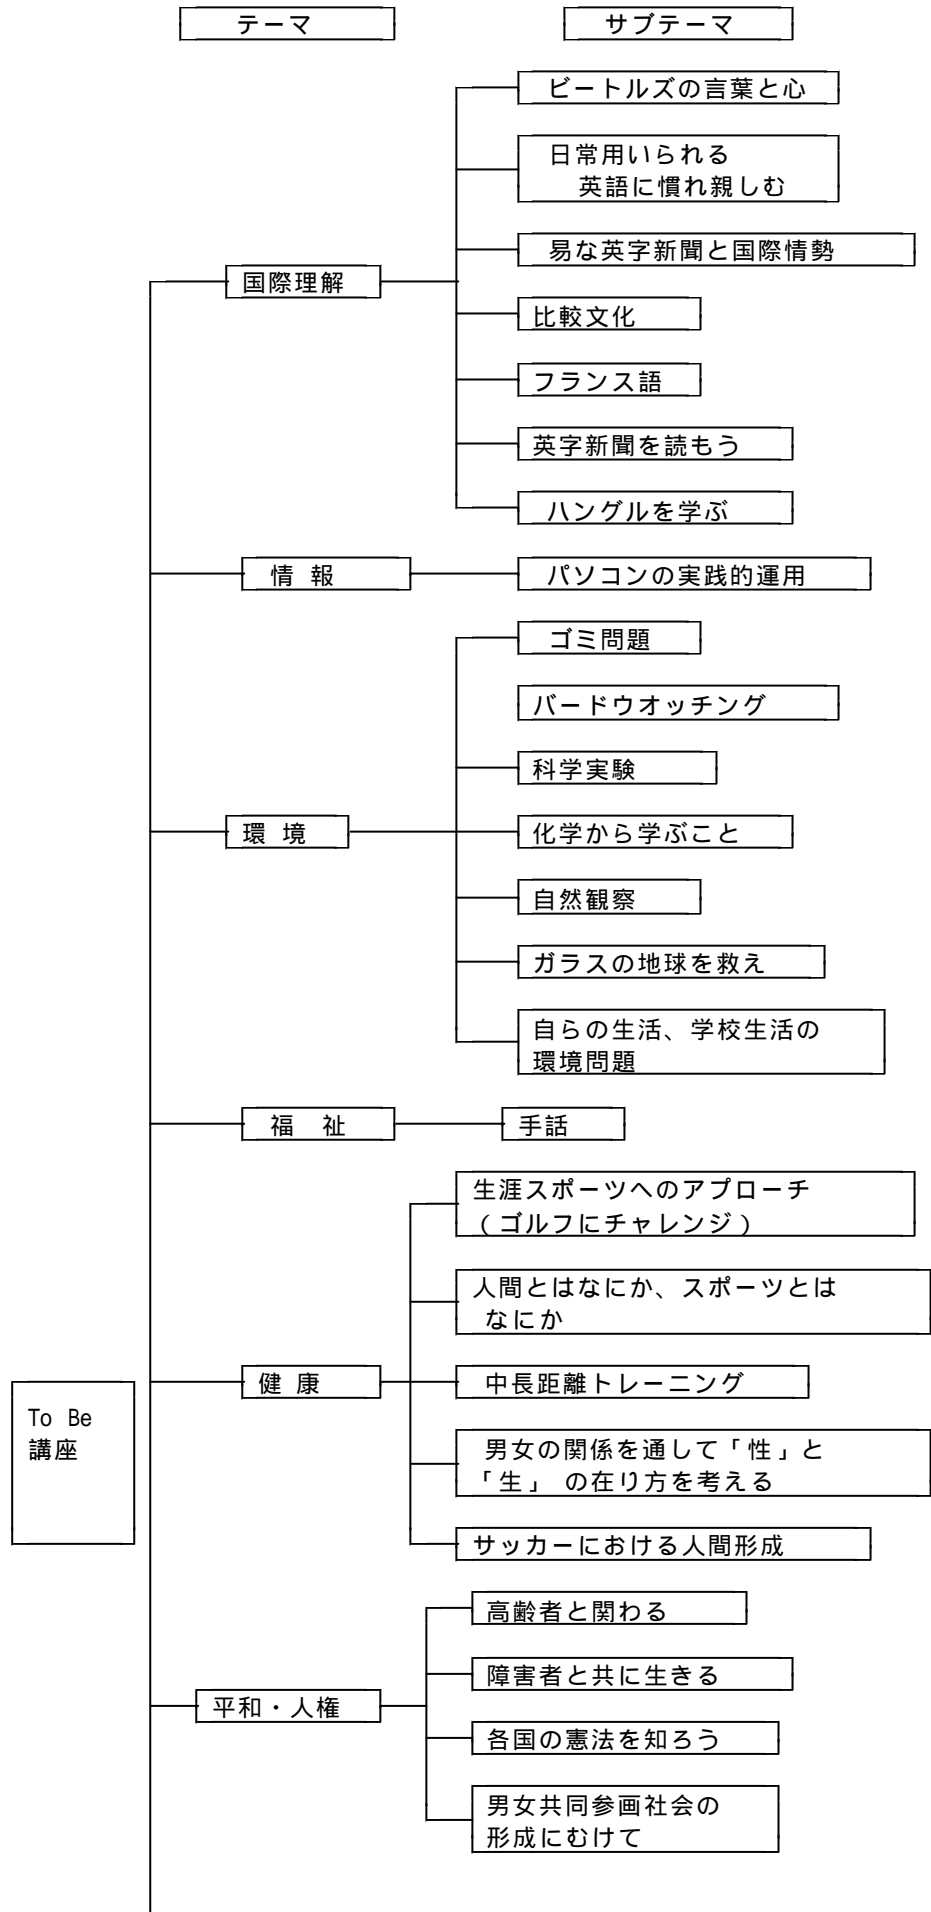 テーマ
サブテーマ
ビートルズの言葉と心
日常用いられる
英語に慣れ親しむ
易な英字新聞と国際情勢
国際理解
比較文化
フランス語
英字新聞を読もう
ハングルを学ぶ
情 報
パソコンの実践的運用
ゴミ問題
バードウオッチング
科学実験
環 境
化学から学ぶこと
自然観察
ガラスの地球を救え
自らの生活、学校生活の
環境問題
福 祉
手話
生涯スポーツへのアプローチ
(ゴルフにチャレンジ)
人間とはなにか、スポーツとは
なにか
健 康
中長距離トレーニング
To Be
講座
男女の関係を通して「性」と
「生」 の在り方を考える
サッカーにおける人間形成
高齢者と関わる
障害者と共に生きる
平和・人権
各国の憲法を知ろう
男女共同参画社会の
形成にむけて